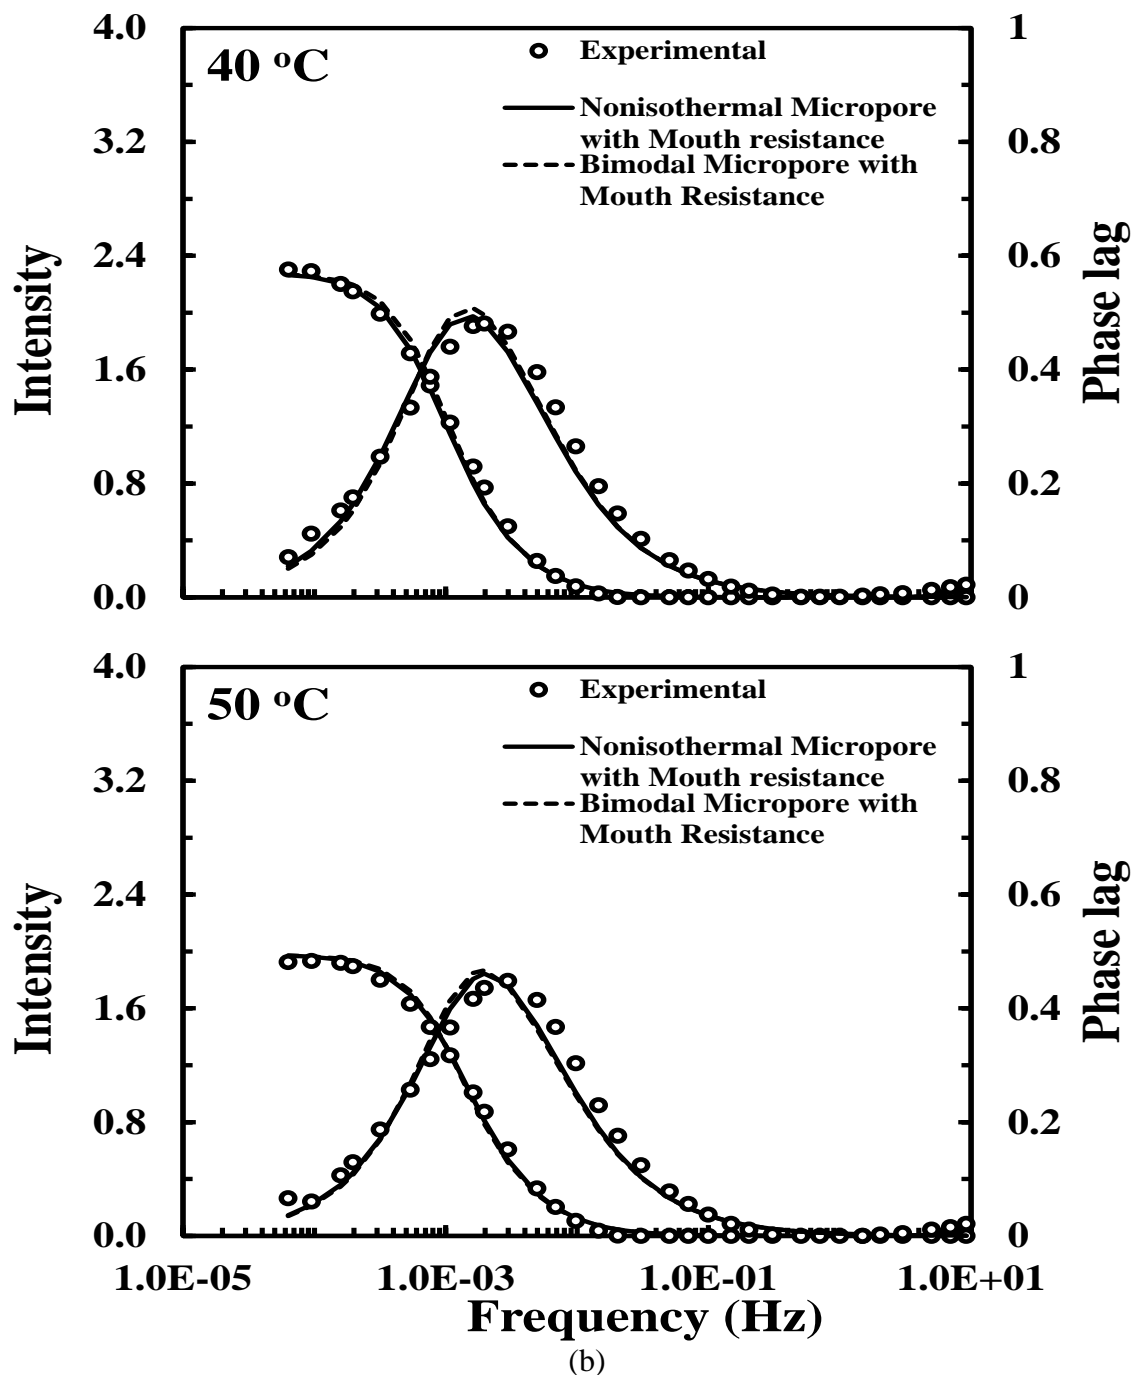 4.0
3.2
2.4
1.6
0.8
0.0
Intensity
40 oC
Experimental
Nonisothermal Micropore
with Mouth resistance
Bimodal Micropore with
Mouth Resistance
1
0.8
0.6
0.4
0.2
0
Phase lag
4.0
3.2
2.4
1.6
0.8
0.0
Intensity
50 oC
Experimental
Nonisothermal Micropore
with Mouth resistance
Bimodal Micropore with
Mouth Resistance
1
0.8
0.6
0.4
0.2
0
Phase lag
1.0E-05 1.0E-03 1.0E-01 1.0E+01
Frequency (Hz)
(b)